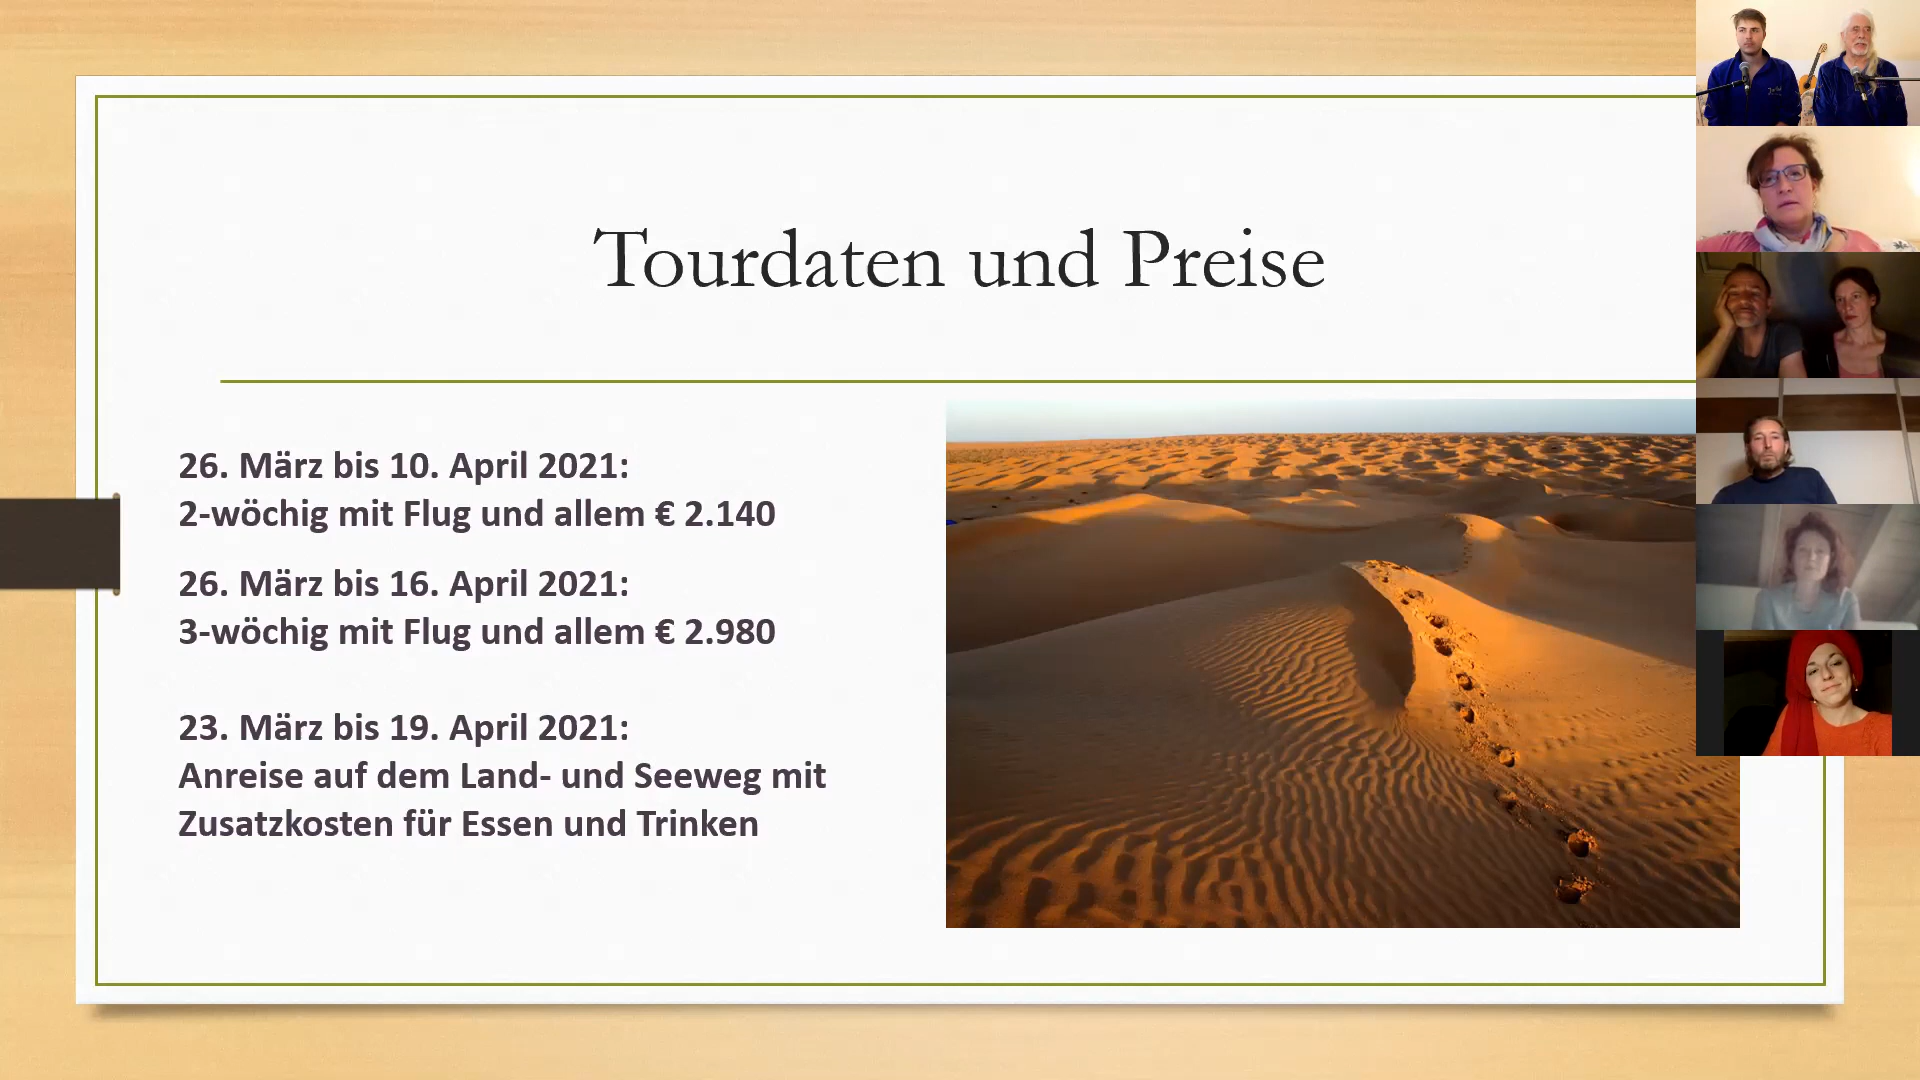 Tourdaten und Preise
26. März bis 10. April 2021:
2-wöchig mit Flug und allem € 2.140
26. März bis 16. April 2021:
3-wöchig mit Flug und allem € 2.980
23. März bis 19. April 2021:
Anreise auf dem Land- und Seeweg mit
Zusatzkosten für Essen und Trinken